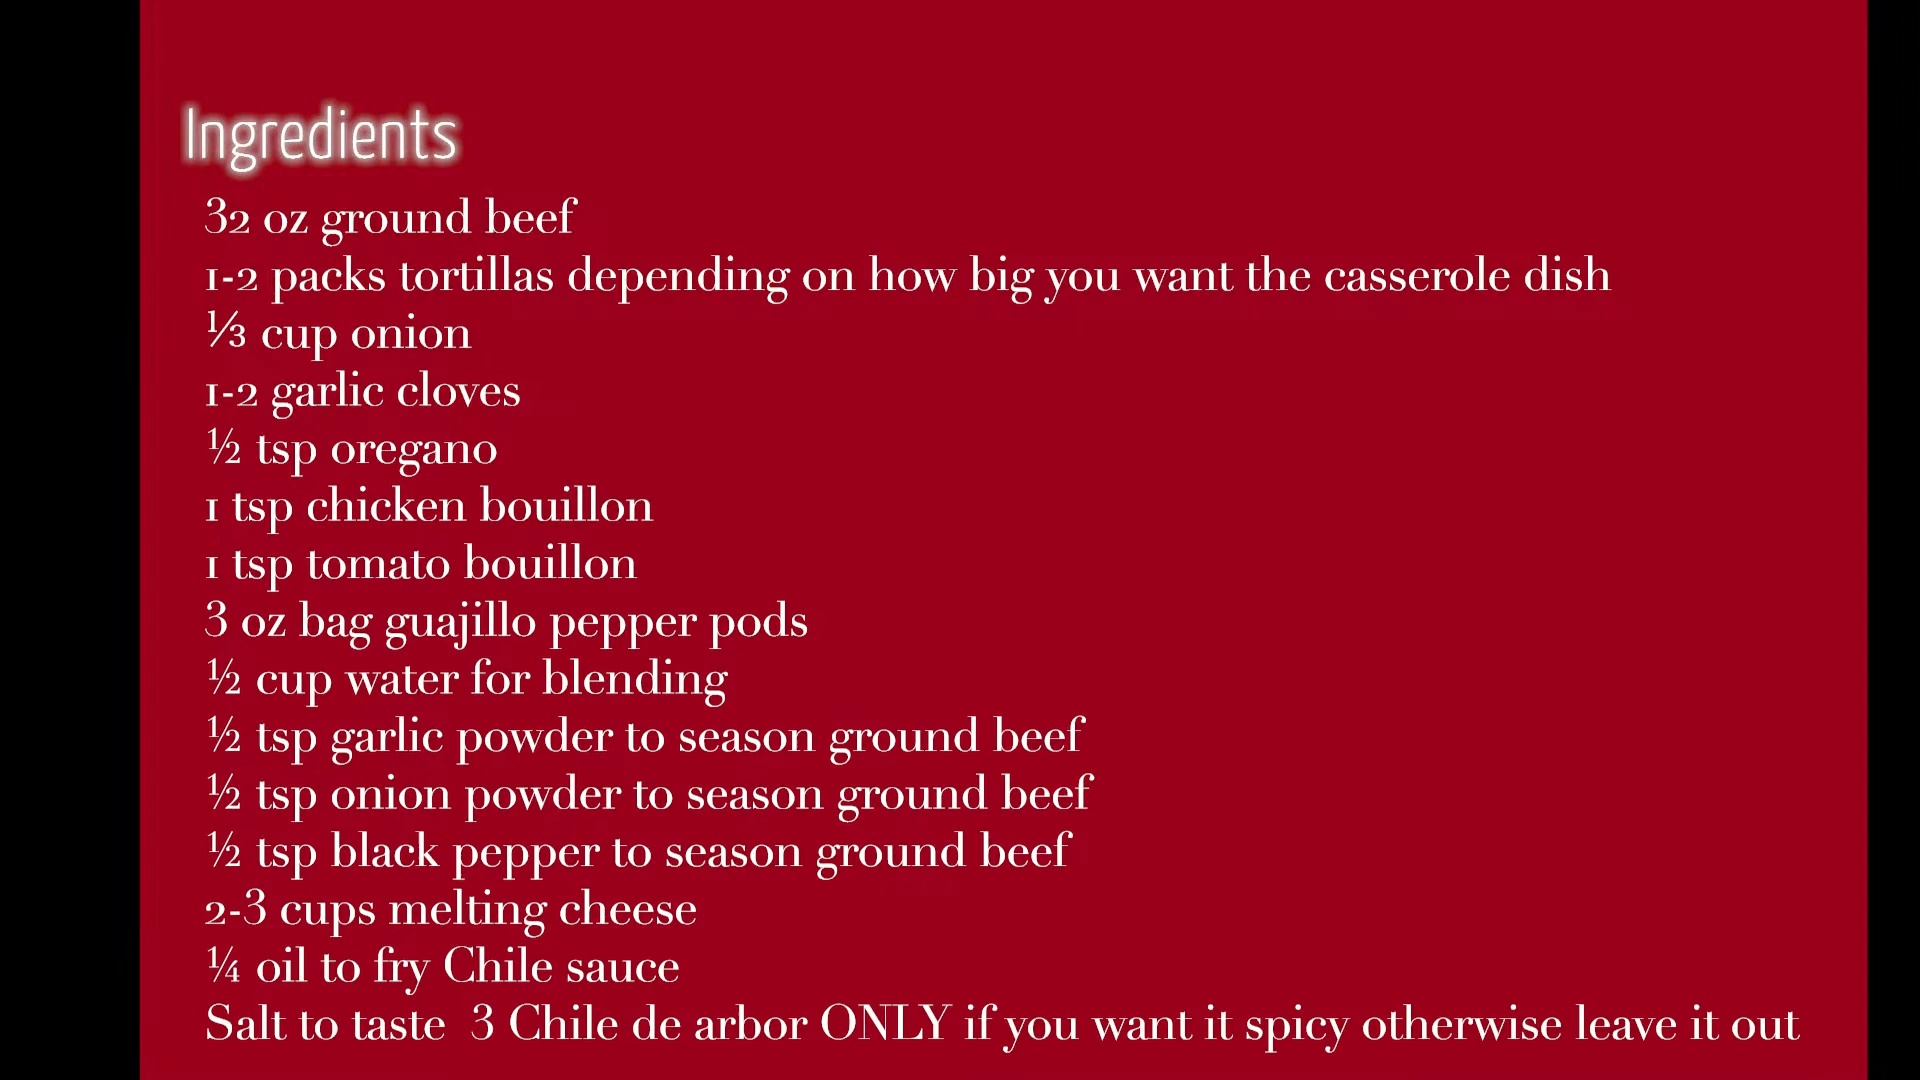 Ingredients
32 oz ground beef
1-2 packs tortillas depending on how big you want the casserole dish
⅓ cup onion
1-2 garlic cloves
½ tsp oregano
1 tsp chicken bouillon
1 tsp tomato bouillon
3 oz bag guajillo pepper pods
½ cup water for blending
½ tsp garlic powder to season ground beef
½ tsp onion powder to season ground beef
½ tsp black pepper to season ground beef
2-3 cups melting cheese
¼ oil to fry Chile sauce
Salt to taste  3 Chile de arbor ONLY if you want it spicy otherwise leave it out